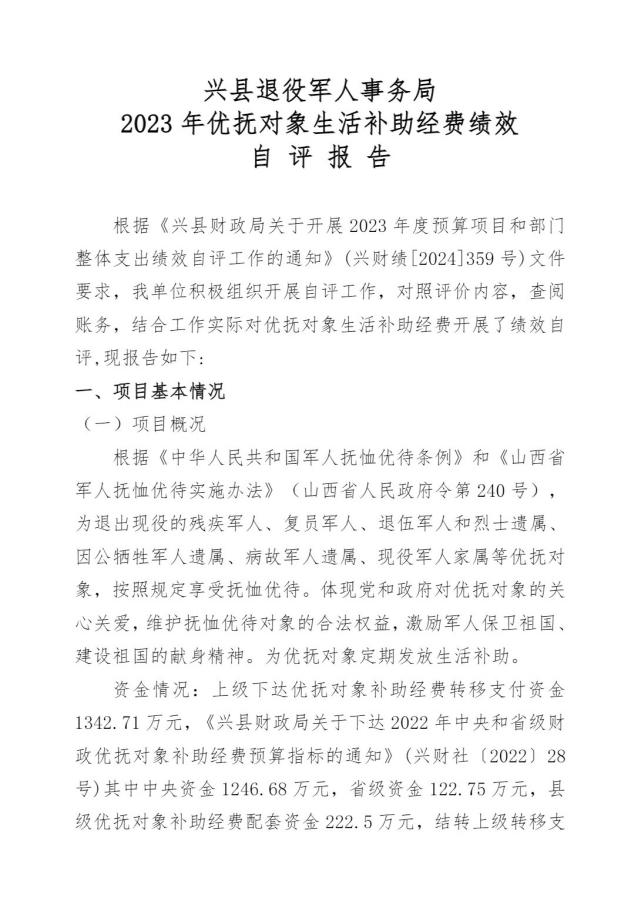 兴县退役军人事务局
2023 年优抚对象生活补助经费绩效
自 评 报 告
根据《兴县财政局关于开展 2023 年度预算项目和部门
整体支出绩效自评工作的通知》(兴财绩[2024]359 号)文件
要求，我单位积极组织开展自评工作，对照评价内容，查阅
账务，结合工作实际对优抚对象生活补助经费开展了绩效自
评,现报告如下:
一、项目基本情况
（一）项目概况
根据《中华人民共和国军人抚恤优待条例》和《山西省
军人抚恤优待实施办法》（山西省人民政府令第 240 号），
为退出现役的残疾军人、复员军人、退伍军人和烈士遗属、
因公牺牲军人遗属、病故军人遗属、现役军人家属等优抚对
象，按照规定享受抚恤优待。体现党和政府对优抚对象的关
心关爱，维护抚恤优待对象的合法权益，激励军人保卫祖国、
建设祖国的献身精神。为优抚对象定期发放生活补助。
资金情况：上级下达优抚对象补助经费转移支付资金
1342.71 万元，《兴县财政局关于下达 2022 年中央和省级财
政优抚对象补助经费预算指标的通知》(兴财社〔2022〕28
号)其中中央资金 1246.68 万元，省级资金 122.75 万元，县
级优抚对象补助经费配套资金 222.5 万元，结转上级转移支